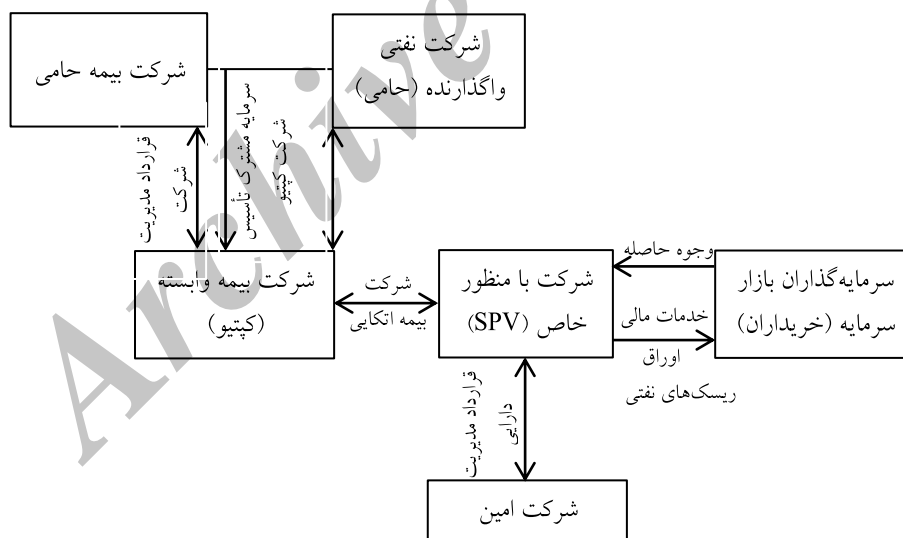 شرکت نفتی
واگذارنده (حامی)
شرکت بیمه حامی
سرمایه مشترک تأسیس
شرکت کپتیو
قرارداد مدیریت
شرکت
سرمایه‌گذاران بازار
سرمایه (خریداران)
وجوه حاصله
خدمات مالی
اوراق
ریسک‌های نفتی
شرکت با منظور
خاص (SPV)
شرکت
بیمه اتکایی
شرکت بیمه وابسته
(کپتیو)
قرارداد مدیریت
دارایی
شرکت امین
Archive